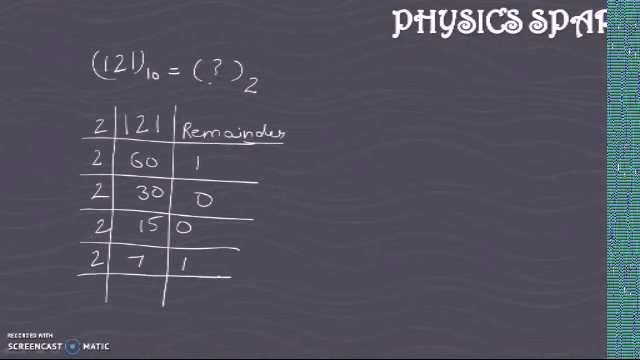 PHYSICS SPAR
(121)10 = (?)2
2 121 Remainder
2 60 1
2 30 0
2 15 0
2 7 1
RECORDED WITH
SCREENCAST MATIC